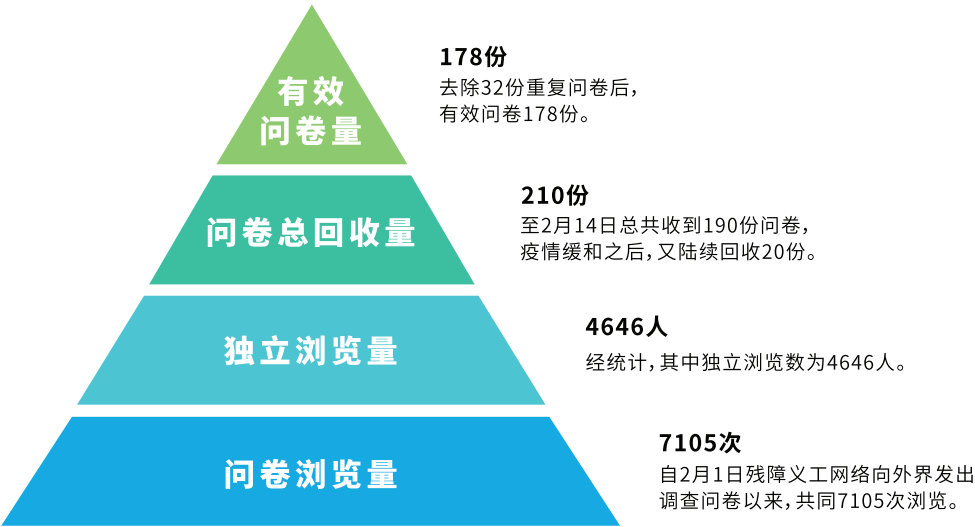 有效
问卷量
178份
去除32份重复问卷后，
有效问卷178份。
问卷总回收量
210份
至2月14日总共收到190份问卷，
疫情缓和之后，又陆续回收20份。
独立浏览量
4646人
经统计，其中独立浏览数为4646人。
问卷浏览量
7105次
自2月1日残障义工网络向外界发出
调查问卷以来，共同7105次浏览。